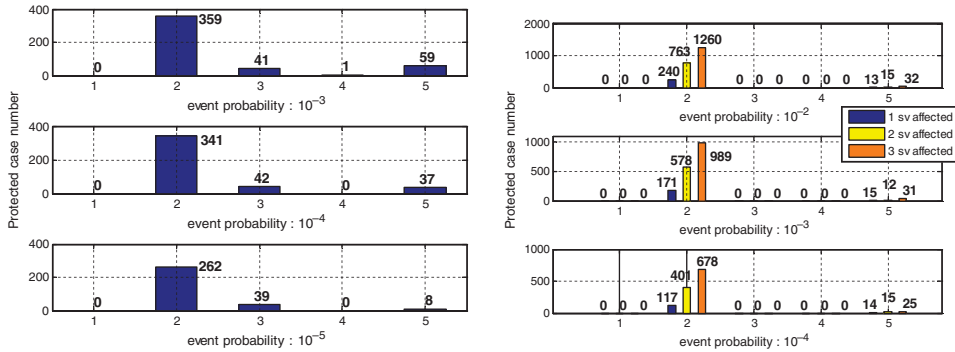 Protected case number
400
200
0
0
359
41
1
59
1 2 3 4 5
event probability : 10⁻³
400
200
0
0
341
42
0
37
1 2 3 4 5
event probability : 10⁻⁴
400
200
0
0
262
39
0
8
1 2 3 4 5
event probability : 10⁻⁵
Protected case number
2000
1000
0
0 0 0
240
763
1260
0 0 0
0 0 0
13 15 32
1 2 3 4 5
event probability : 10⁻²
1 sv affected
2 sv affected
3 sv affected
1000
500
0
0 0 0
171
578
989
0 0 0
0 0 0
15 12 31
1 2 3 4 5
event probability : 10⁻³
1000
500
0
0 0 0
117
401
678
0 0 0
0 0 0
14 15 25
1 2 3 4 5
event probability : 10⁻⁴